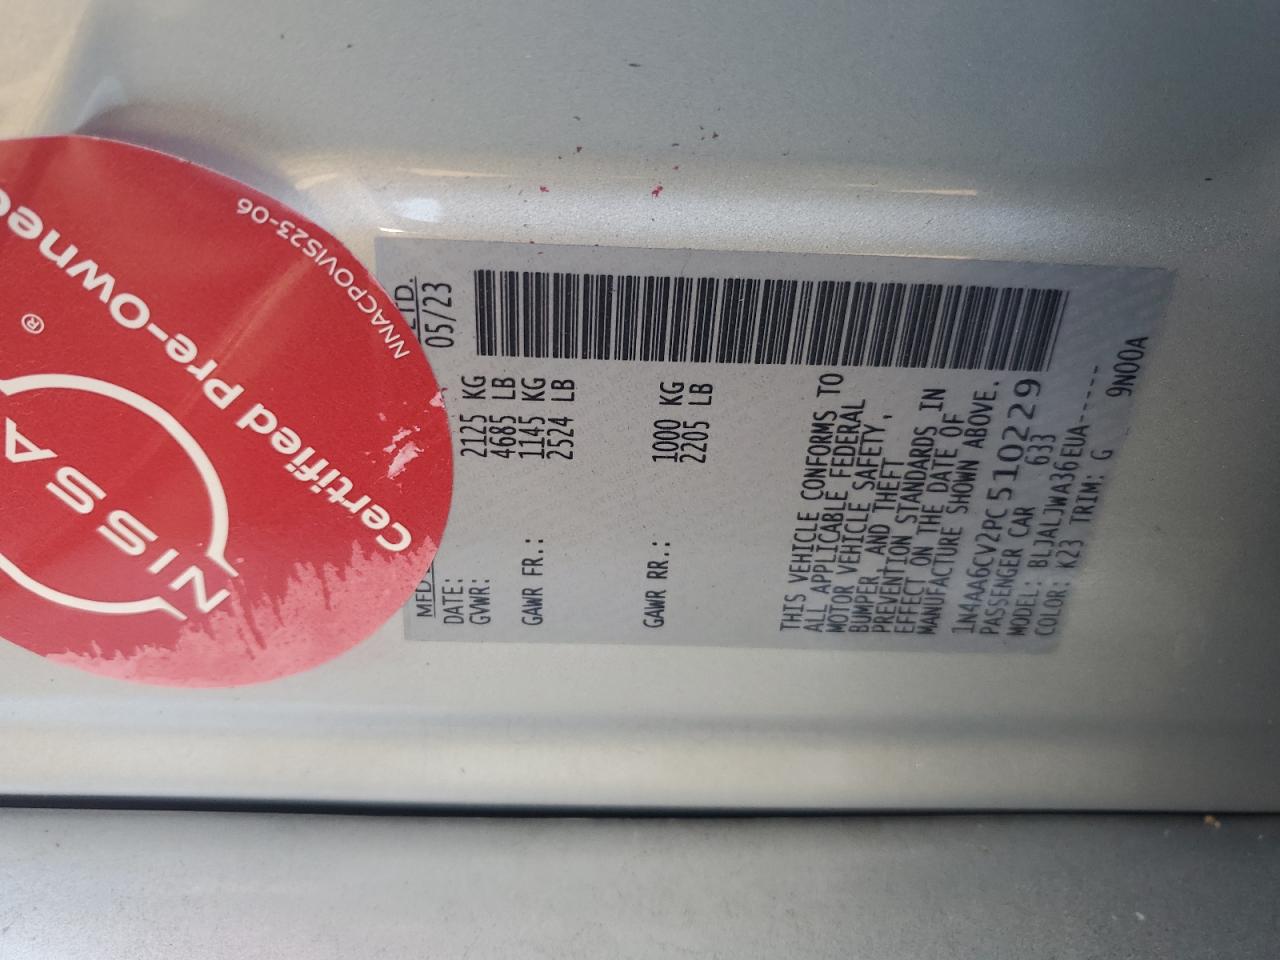 NISSA
®
Certified Pre-Owned
NNACPOVIS23-06
MFD
LTD.
DATE: 05/23
GVWR: 2125 KG
4685 LB
GAWR FR.: 1145 KG
2524 LB
GAWR RR.: 1000 KG
2205 LB
THIS VEHICLE CONFORMS TO
ALL APPLICABLE FEDERAL
MOTOR VEHICLE SAFETY,
BUMPER, AND THEFT
PREVENTION STANDARDS IN
EFFECT ON THE DATE OF
MANUFACTURE SHOWN ABOVE.
1N4AA6CV2PC510229
PASSENGER CAR 633
MODEL: BLJALJWA36EUA-----
COLOR: K23 TRIM: G 9N00A